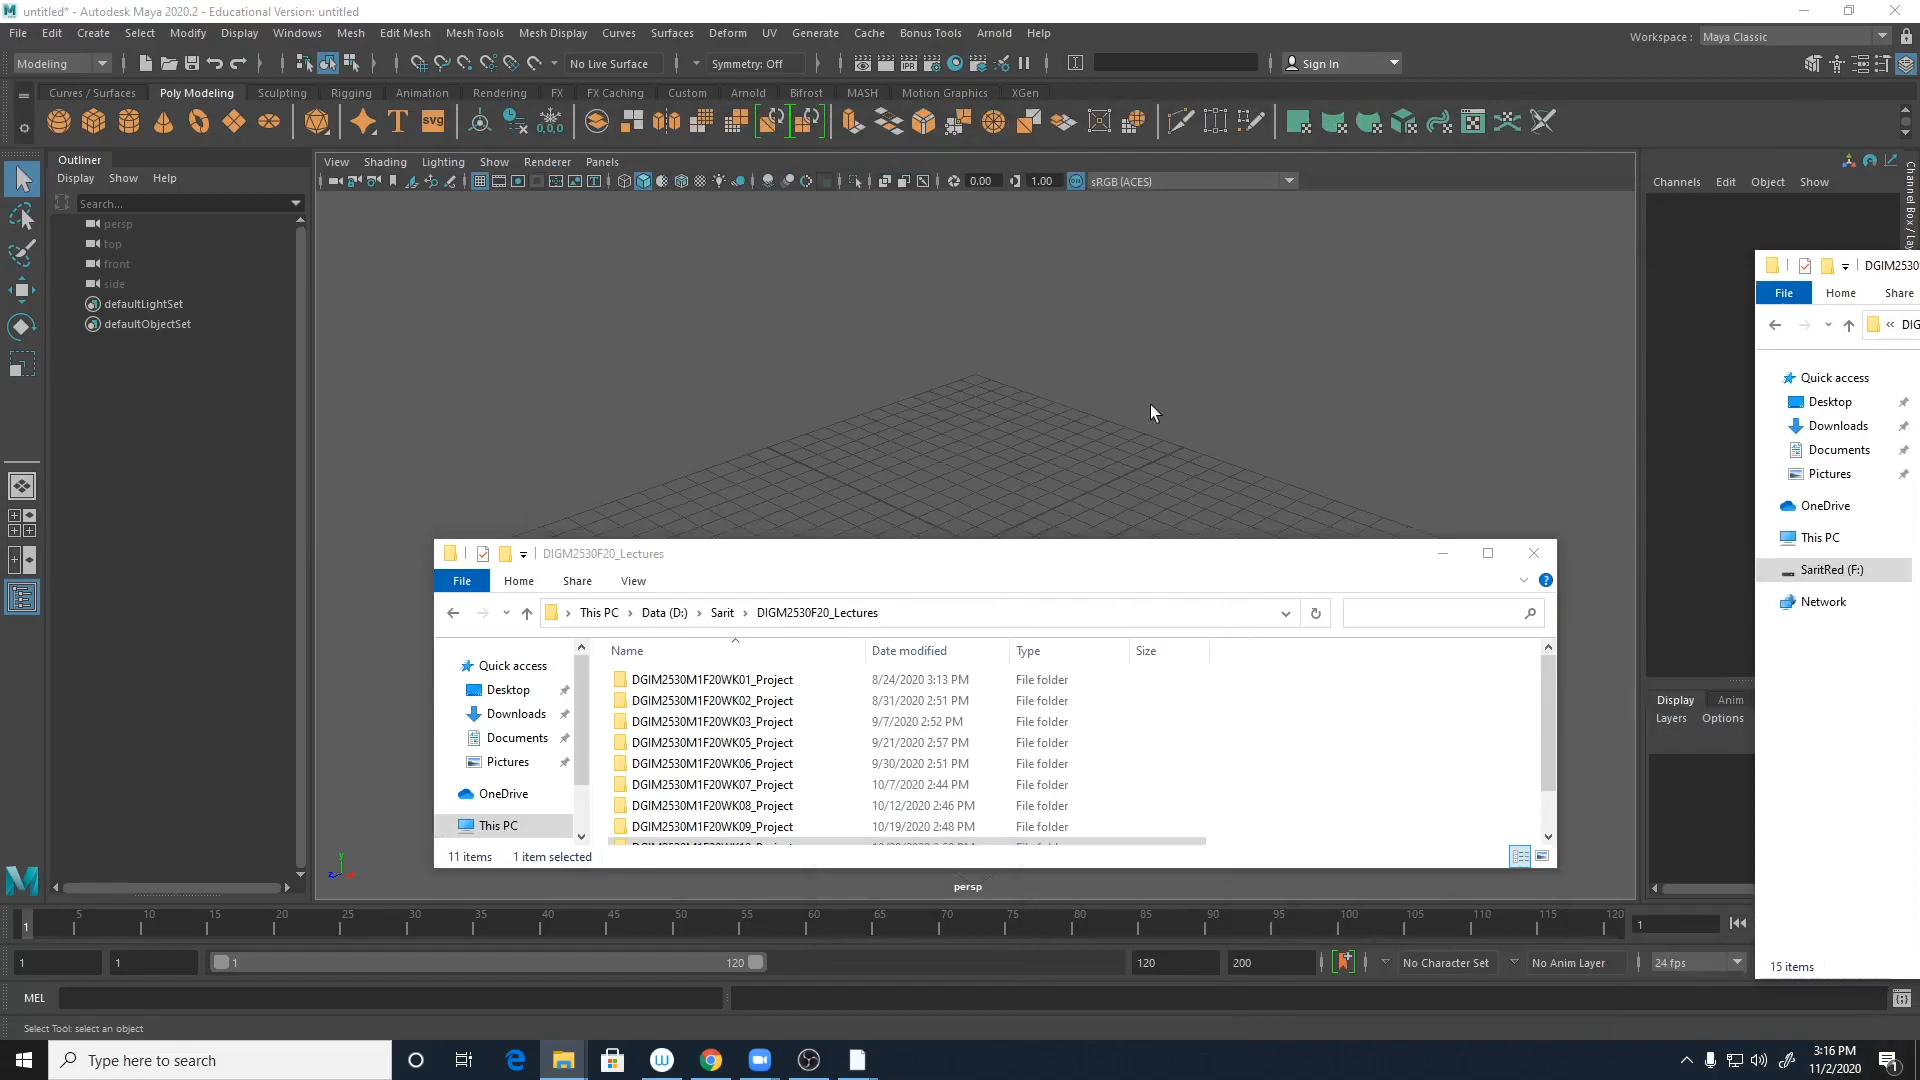 untitled* - Autodesk Maya 2020.2 - Educational Version: untitled
File Edit Create Select Modify Display Windows Mesh Edit Mesh Mesh Tools Mesh Display Curves Surfaces Deform UV Generate Cache Bonus Tools Arnold Help
Workspace : Maya Classic
Modeling No Live Surface Symmetry: Off Sign In
Curves / Surfaces Poly Modeling Sculpting Rigging Animation Rendering FX FX Caching Custom Arnold Bifrost MASH Motion Graphics XGen
Outliner
Display Show Help
Search...
persp
top
front
side
defaultLightSet
defaultObjectSet
View Shading Lighting Show Renderer Panels
0.00 1.00 sRGB (ACES)
Channels Edit Object Show
Channel Box / Lay
DGIM2530
File Home Share
DIG
Quick access
Desktop
Downloads
Documents
Pictures
OneDrive
This PC
SaritRed (F:)
Network
15 items
DIGM2530F20_Lectures
File Home Share View
This PC Data (D:) Sarit DIGM2530F20_Lectures
Name Date modified Type Size
Quick access
Desktop
Downloads
Documents
Pictures
OneDrive
This PC
DGIM2530M1F20WK01_Project 8/24/2020 3:13 PM File folder
DGIM2530M1F20WK02_Project 8/31/2020 2:51 PM File folder
DGIM2530M1F20WK03_Project 9/7/2020 2:52 PM File folder
DGIM2530M1F20WK05_Project 9/21/2020 2:57 PM File folder
DGIM2530M1F20WK06_Project 9/30/2020 2:51 PM File folder
DGIM2530M1F20WK07_Project 10/7/2020 2:44 PM File folder
DGIM2530M1F20WK08_Project 10/12/2020 2:46 PM File folder
DGIM2530M1F20WK09_Project 10/19/2020 2:48 PM File folder
11 items 1 item selected
persp
Display Anim
Layers Options
1 5 10 15 20 25 30 35 40 45 50 55 60 65 70 75 80 85 90 95 100 105 110 115 120 1
1 1 1 120 120 200 No Character Set No Anim Layer 24 fps
MEL
Select Tool: select an object
Type here to search
3:16 PM
11/2/2020